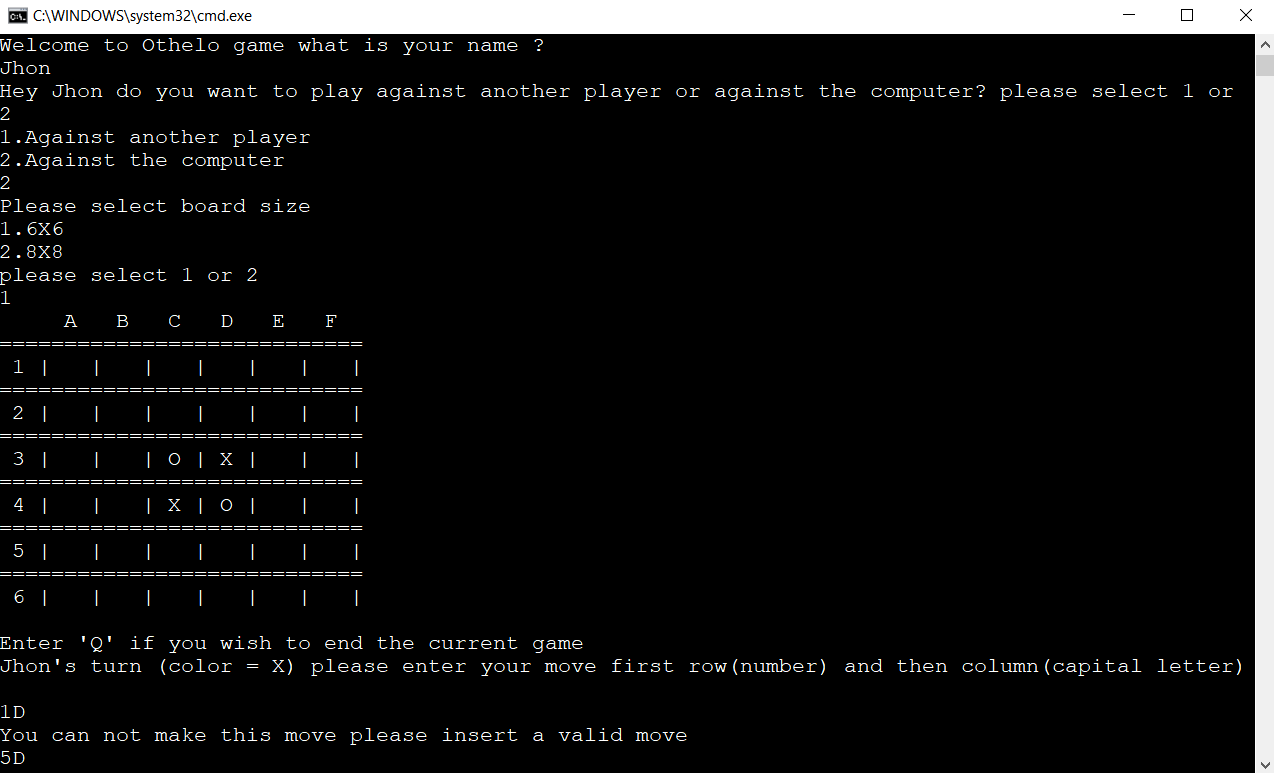 C:\WINDOWS\system32\cmd.exe
Welcome to Othelo game what is your name ?
Jhon
Hey Jhon do you want to play against another player or against the computer? please select 1 or
2
1.Against another player
2.Against the computer
2
Please select board size
1.6X6
2.8X8
please select 1 or 2
1
     A   B   C   D   E   F
============================
 1 |   |   |   |   |   |   |
============================
 2 |   |   |   |   |   |   |
============================
 3 |   |   | O | X |   |   |
============================
 4 |   |   | X | O |   |   |
============================
 5 |   |   |   |   |   |   |
============================
 6 |   |   |   |   |   |   |
Enter 'Q' if you wish to end the current game
Jhon's turn (color = X) please enter your move first row(number) and then column(capital letter)
1D
You can not make this move please insert a valid move
5D